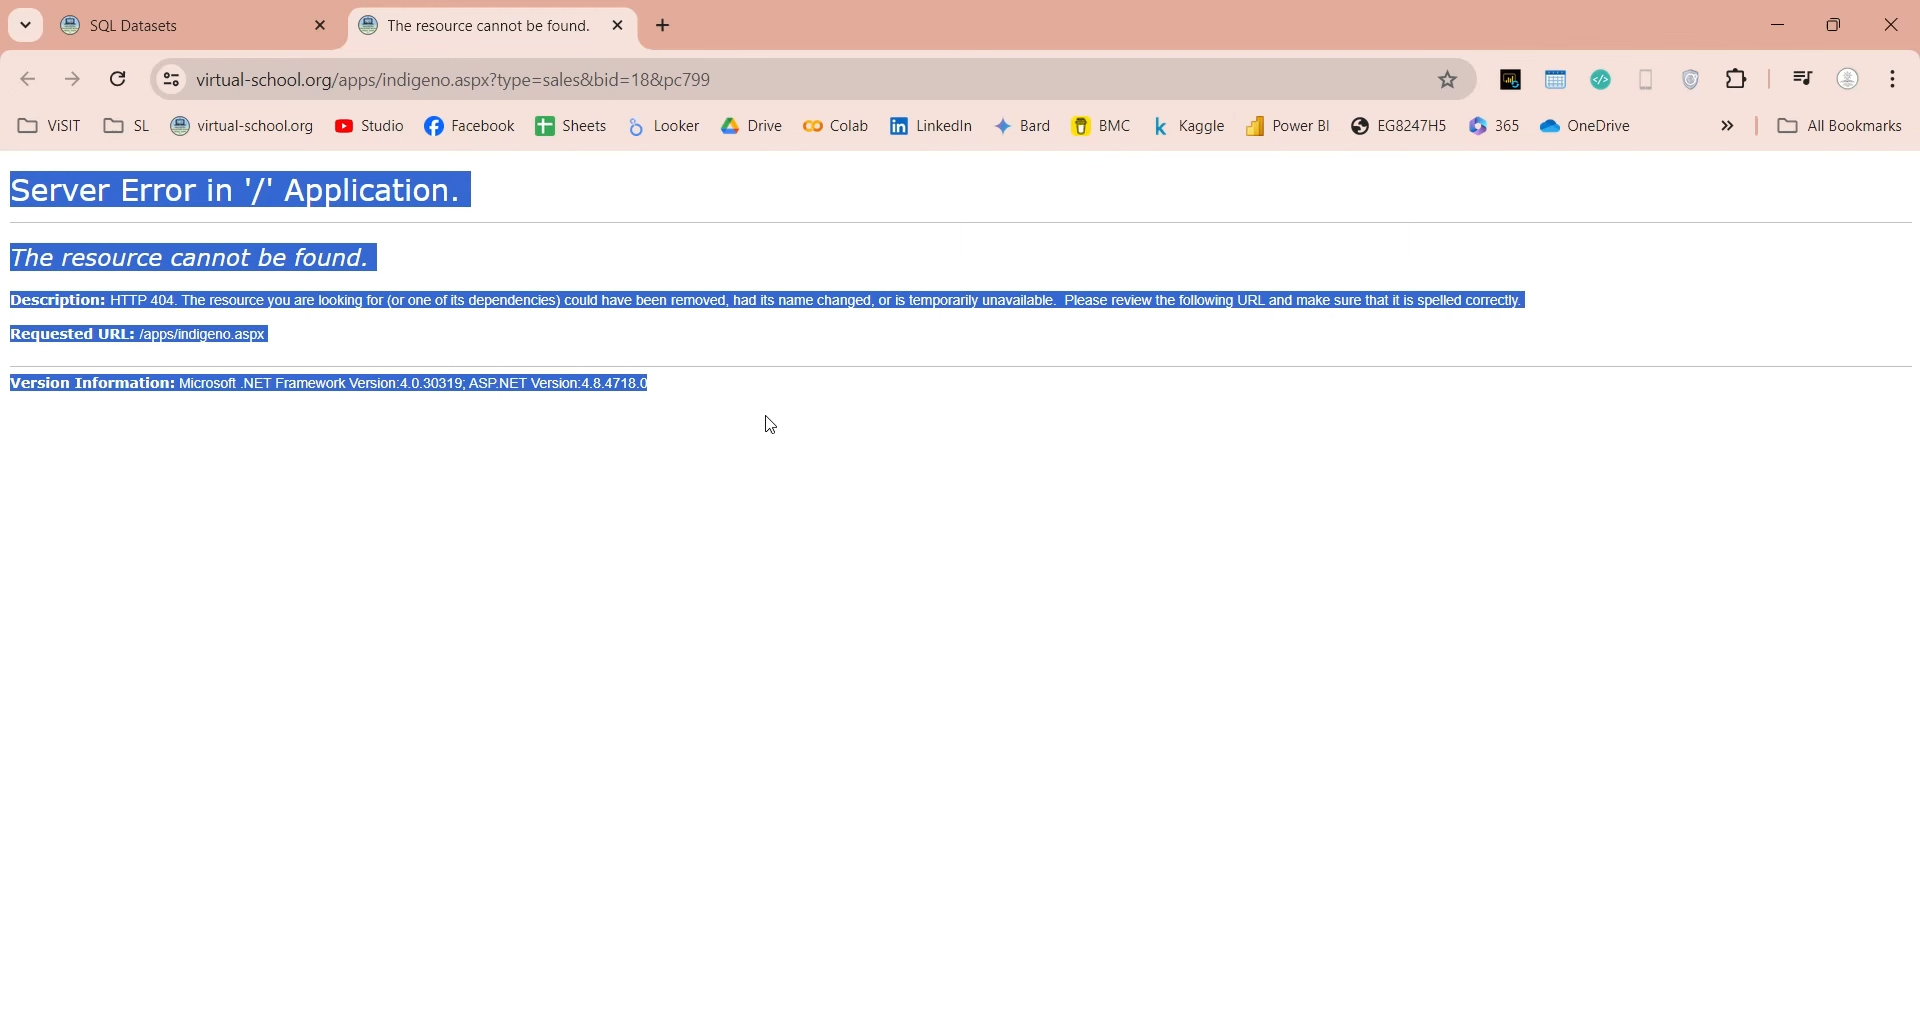 SQL Datasets
The resource cannot be found.
virtual-school.org/apps/indigeno.aspx?type=sales&bid=18&pc799
ViSIT SL virtual-school.org Studio Facebook Sheets Looker Drive Colab LinkedIn Bard BMC Kaggle Power BI EG8247H5 365 OneDrive » All Bookmarks
Server Error in '/' Application.
The resource cannot be found.
Description: HTTP 404. The resource you are looking for (or one of its dependencies) could have been removed, had its name changed, or is temporarily unavailable.  Please review the following URL and make sure that it is spelled correctly.
Requested URL: /apps/indigeno.aspx
Version Information: Microsoft .NET Framework Version:4.0.30319; ASP.NET Version:4.8.4718.0